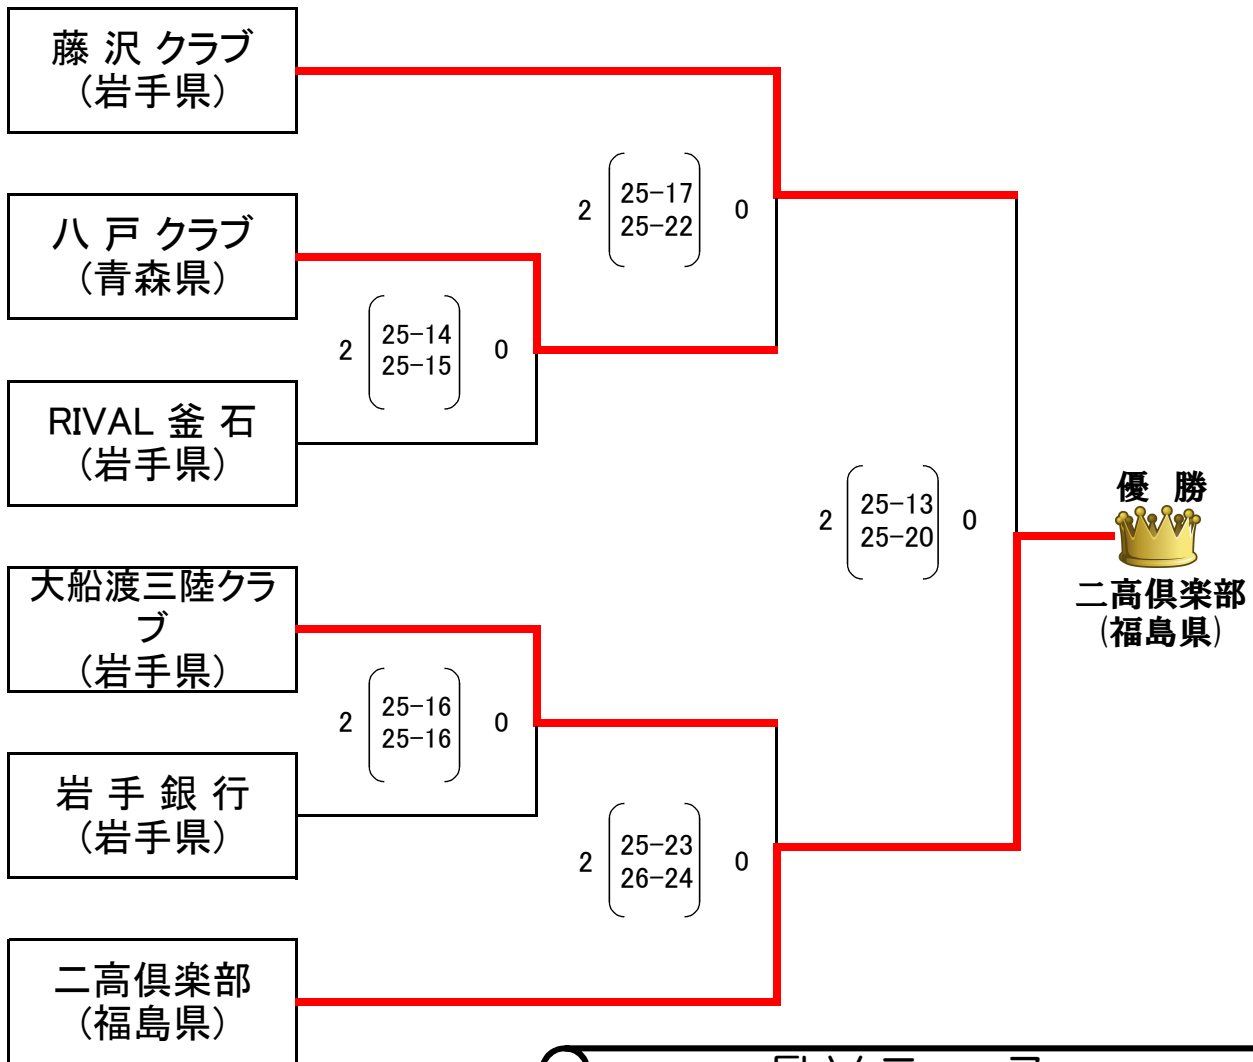 藤 沢 クラブ
(岩手県)
八 戸 クラブ
(青森県)
RIVAL 釜 石
(岩手県)
大船渡三陸クラ
ブ
(岩手県)
岩 手 銀 行
(岩手県)
二高倶楽部
(福島県)
2 25-14 0
25-15
2 25-16 0
25-16
2 25-17 0
25-22
2 25-23 0
26-24
2 25-13 0
25-20
優 勝
二高倶楽部
(福島県)